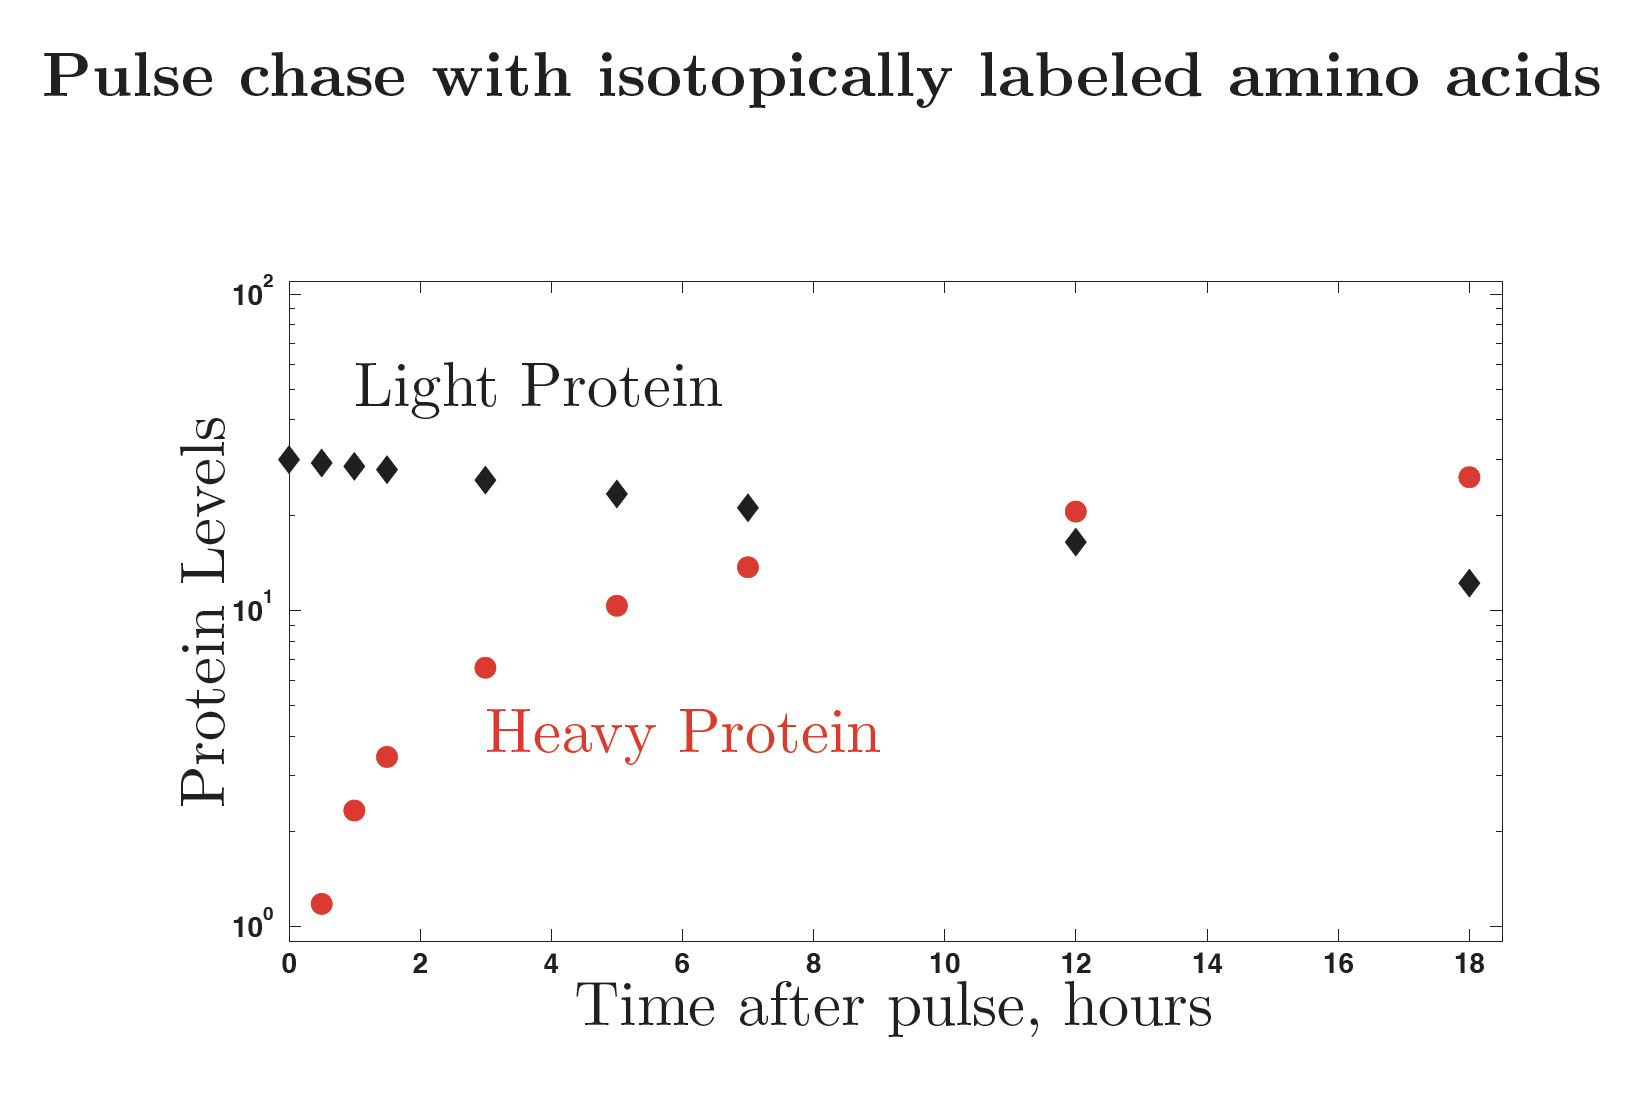 Pulse chase with isotopically labeled amino acids
10²
Light Protein
Protein Levels
10¹
Heavy Protein
10⁰
0 2 4 6 8 10 12 14 16 18
Time after pulse, hours